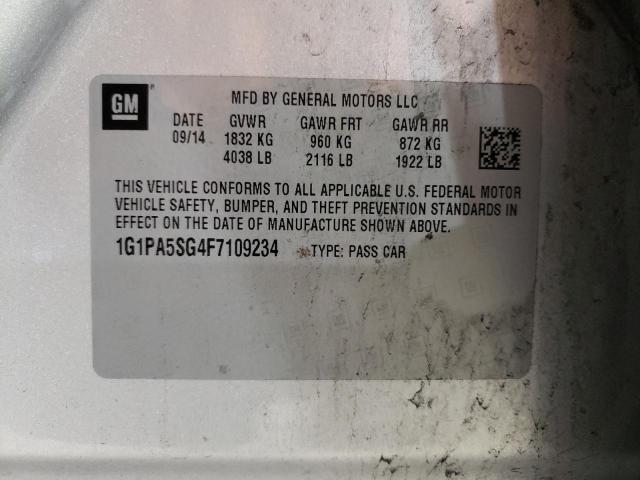 GM
MFD BY GENERAL MOTORS LLC
DATE GVWR GAWR FRT GAWR RR
09/14 1832 KG 960 KG 872 KG
4038 LB 2116 LB 1922 LB
THIS VEHICLE CONFORMS TO ALL APPLICABLE U.S. FEDERAL MOTOR
VEHICLE SAFETY, BUMPER, AND THEFT PREVENTION STANDARDS IN
EFFECT ON THE DATE OF MANUFACTURE SHOWN ABOVE.
1G1PA5SG4F7109234 TYPE: PASS CAR